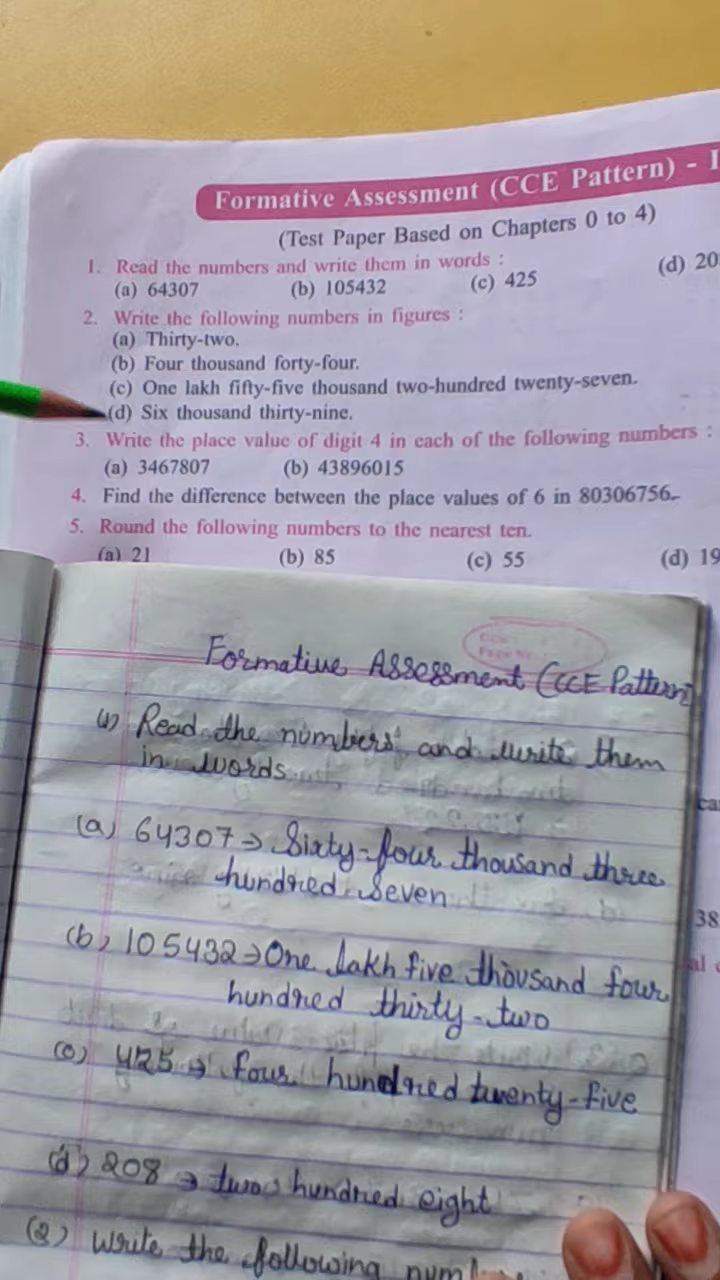 Formative Assessment (CCE Pattern) - I
(Test Paper Based on Chapters 0 to 4)
1. Read the numbers and write them in words :
(a) 64307 (b) 105432 (c) 425 (d) 20
2. Write the following numbers in figures :
(a) Thirty-two.
(b) Four thousand forty-four.
(c) One lakh fifty-five thousand two-hundred twenty-seven.
(d) Six thousand thirty-nine.
3. Write the place value of digit 4 in each of the following numbers :
(a) 3467807 (b) 43896015
4. Find the difference between the place values of 6 in 80306756.
5. Round the following numbers to the nearest ten.
(a) 21 (b) 85 (c) 55 (d) 19
Formative Assessment (CCE Pattern)
(1) Read the numbers and write them
in words
(a) 64307 → Sixty-four thousand three
hundred seven
(b) 105432 → One lakh five thousand four
hundred thirty-two
(c) 425 → four hundred twenty-five
(d) 208 → two hundred eight
(2) Write the following
38